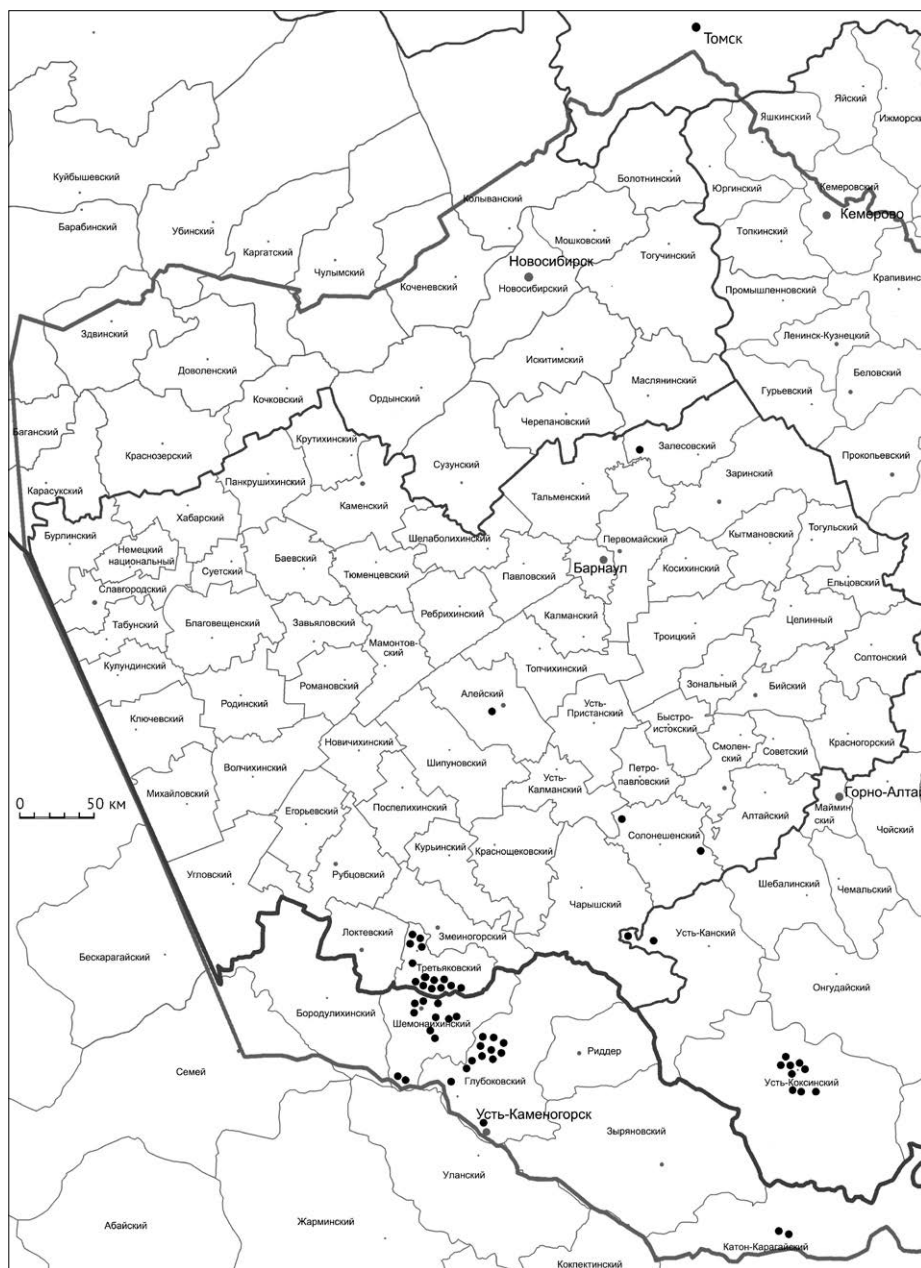 Томск
Яйский
Яшкинский
Ижморски
Куйбышевский
Болотнинский
Юргинский
Кемеровский
Колыванский
Кемерово
Барабинский
Убинский
Топкинский
Мошковский
Каргатский
Тогучинский
Новосибирск
Чулымский
Крапивинс
Коченевский
Новосибирский
Промышленновский
Здвинский
Ленинск-Кузнецкий
Искитимский
Доволенский
Беловский
Маслянинский
Гурьевский
Кочковский
Ордынский
Черепановский
Баганский
Крутихинский
Залесовский
Краснозерский
Прокопьевский
Сузунский
Заринский
Панкрушихинский
Карасукский
Тальменский
Каменский
Хабарский
Тогульский
Бурлинский
Шелаболихинский
Первомайский
Кытмановский
Немецкий
национальный
Баевский
Барнаул
Суетский
Тюменцевский
Павловский
Косихинский
Ельцовский
Славгородский
Ребрихинский
Калманский
Целинный
Табунский
Благовещенский
Завьяловский
Троицкий
Мамонтов-
ский
Солтонский
Кулундинский
Топчихинский
Зональный
Бийский
Романовский
Алейский
Родинский
Усть-
Пристанский
Ключевский
Быстро-
истокский
Красногорский
Новичихинский
Смолен-
ский
Советский
Шипуновский
Волчихинский
Петро-
павловский
Усть-
Калманский
Михайловский
Горно-Алтай
0 50 км
Егорьевский
Поспелихинский
Алтайский
Маймин
ский
Солонешенский
Чойский
Курьинский
Краснощековский
Рубцовский
Угловский
Шебалинский
Чемальский
Чарышский
Локтевский
Змеиногорский
Усть-Канский
Бескарагайский
Третьяковский
Онгудайский
Бородулихинский
Шемонаихинский
Риддер
Семей
Глубоковский
Усть-Коксинский
Усть-Каменогорск
Зыряновский
Уланский
Абайский
Жарминский
Катон-Карагайский
Кокпектинский